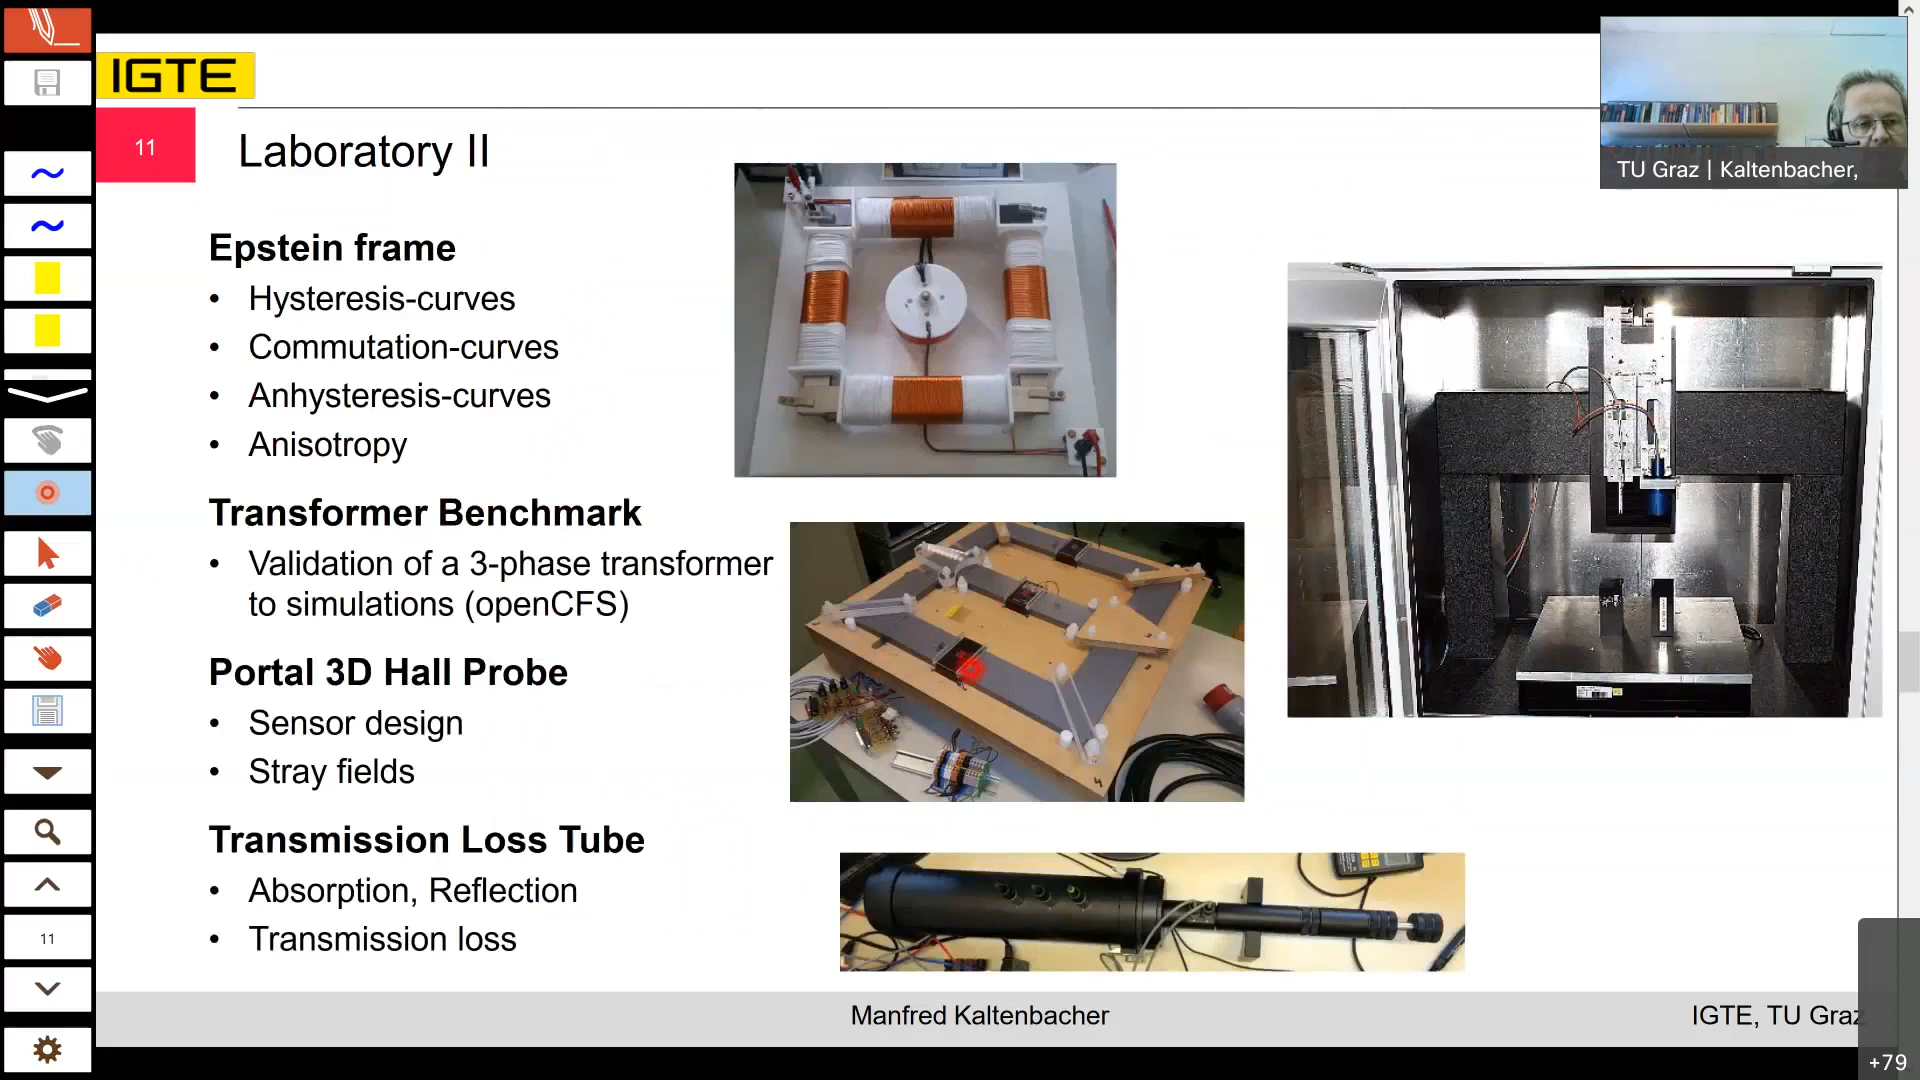 IGTE
11
Laboratory II
TU Graz | Kaltenbacher,
Epstein frame
• Hysteresis-curves
• Commutation-curves
• Anhysteresis-curves
• Anisotropy
Transformer Benchmark
• Validation of a 3-phase transformer
to simulations (openCFS)
Portal 3D Hall Probe
• Sensor design
• Stray fields
Transmission Loss Tube
• Absorption, Reflection
• Transmission loss
11
Manfred Kaltenbacher
IGTE, TU Graz
+79